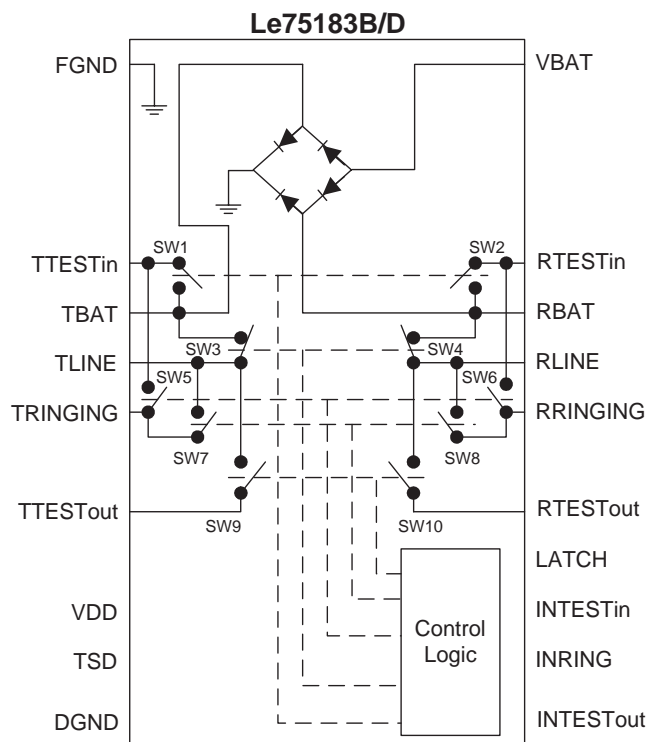 Le75183B/D
FGND
VBAT
SW1
SW2
TTESTin
RTESTin
TBAT
RBAT
SW3
SW4
TLINE
RLINE
SW5
SW6
TRINGING
RRINGING
SW7
SW8
TTESTout
SW9
SW10
RTESTout
LATCH
VDD
INTESTin
Control
Logic
TSD
INRING
DGND
INTESTout